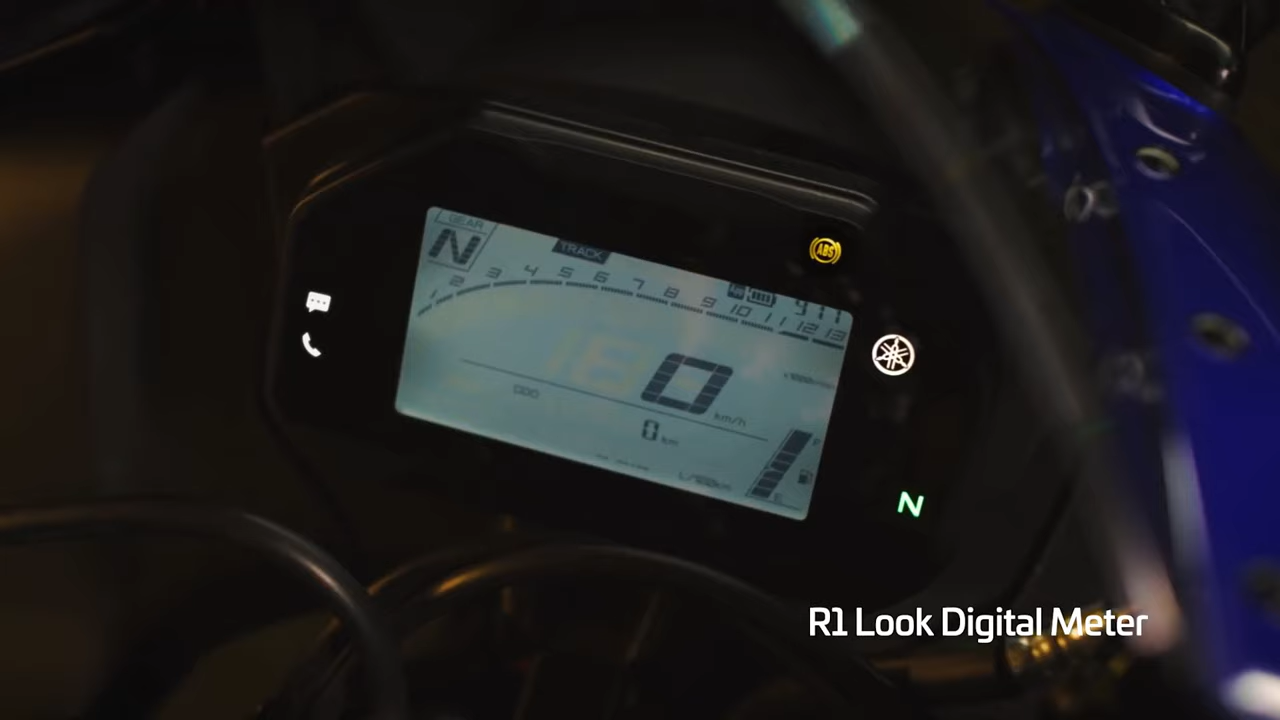 GEAR
N
TRACK
ABS
1 2 3 4 5 6 7 8 9 10 11 12 13
0 km/h
ODO
0 km
F
E
N
R1 Look Digital Meter